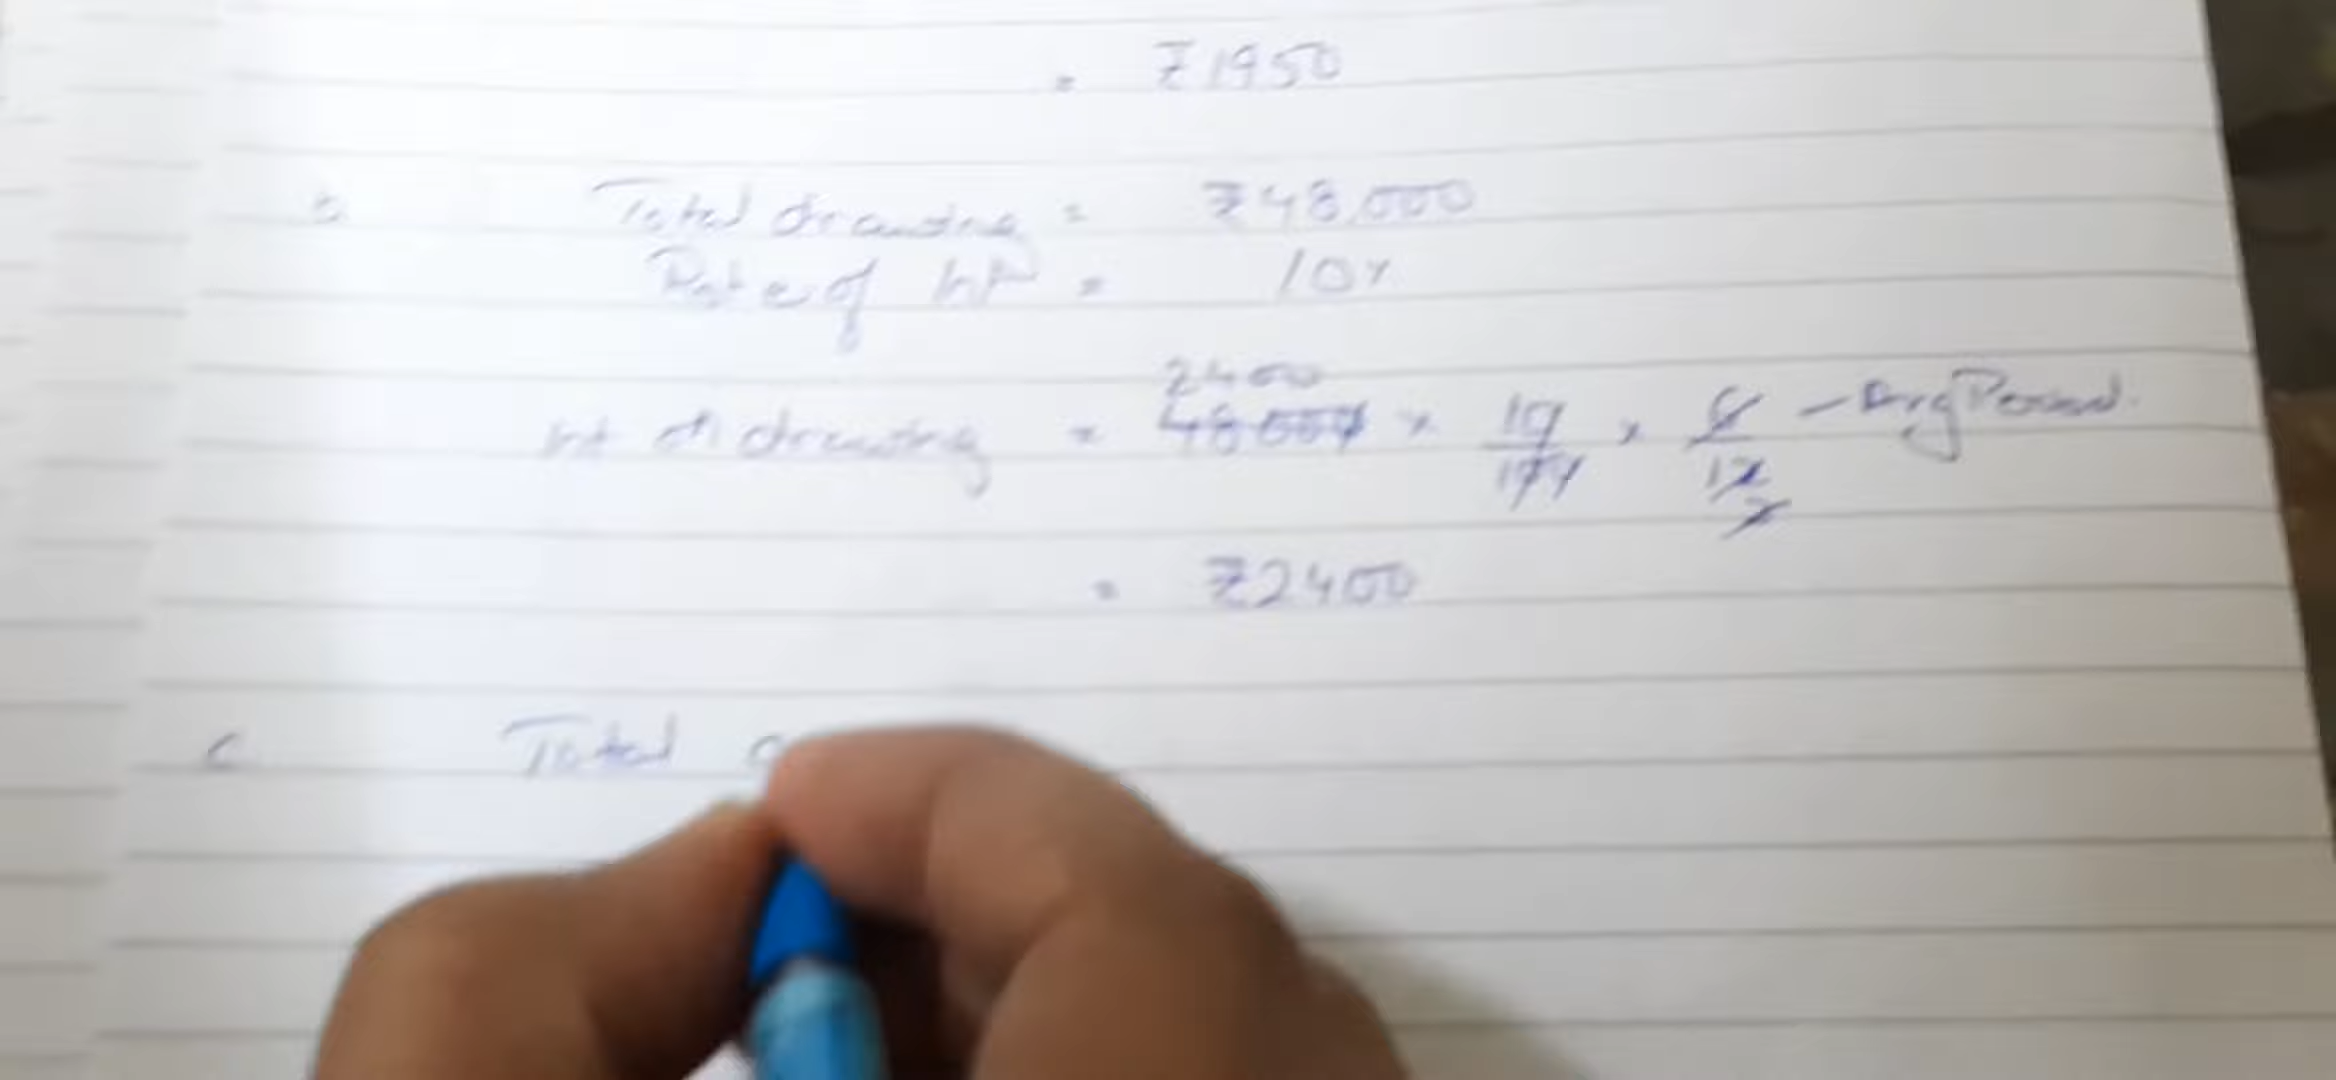 = ₹1950
b Total drawing = ₹48,000
Rate of Int = 10%
2400
Int on drawing = 48000 × 10/100 × 6/12 — Avg Period.
2
= ₹2400
c Total